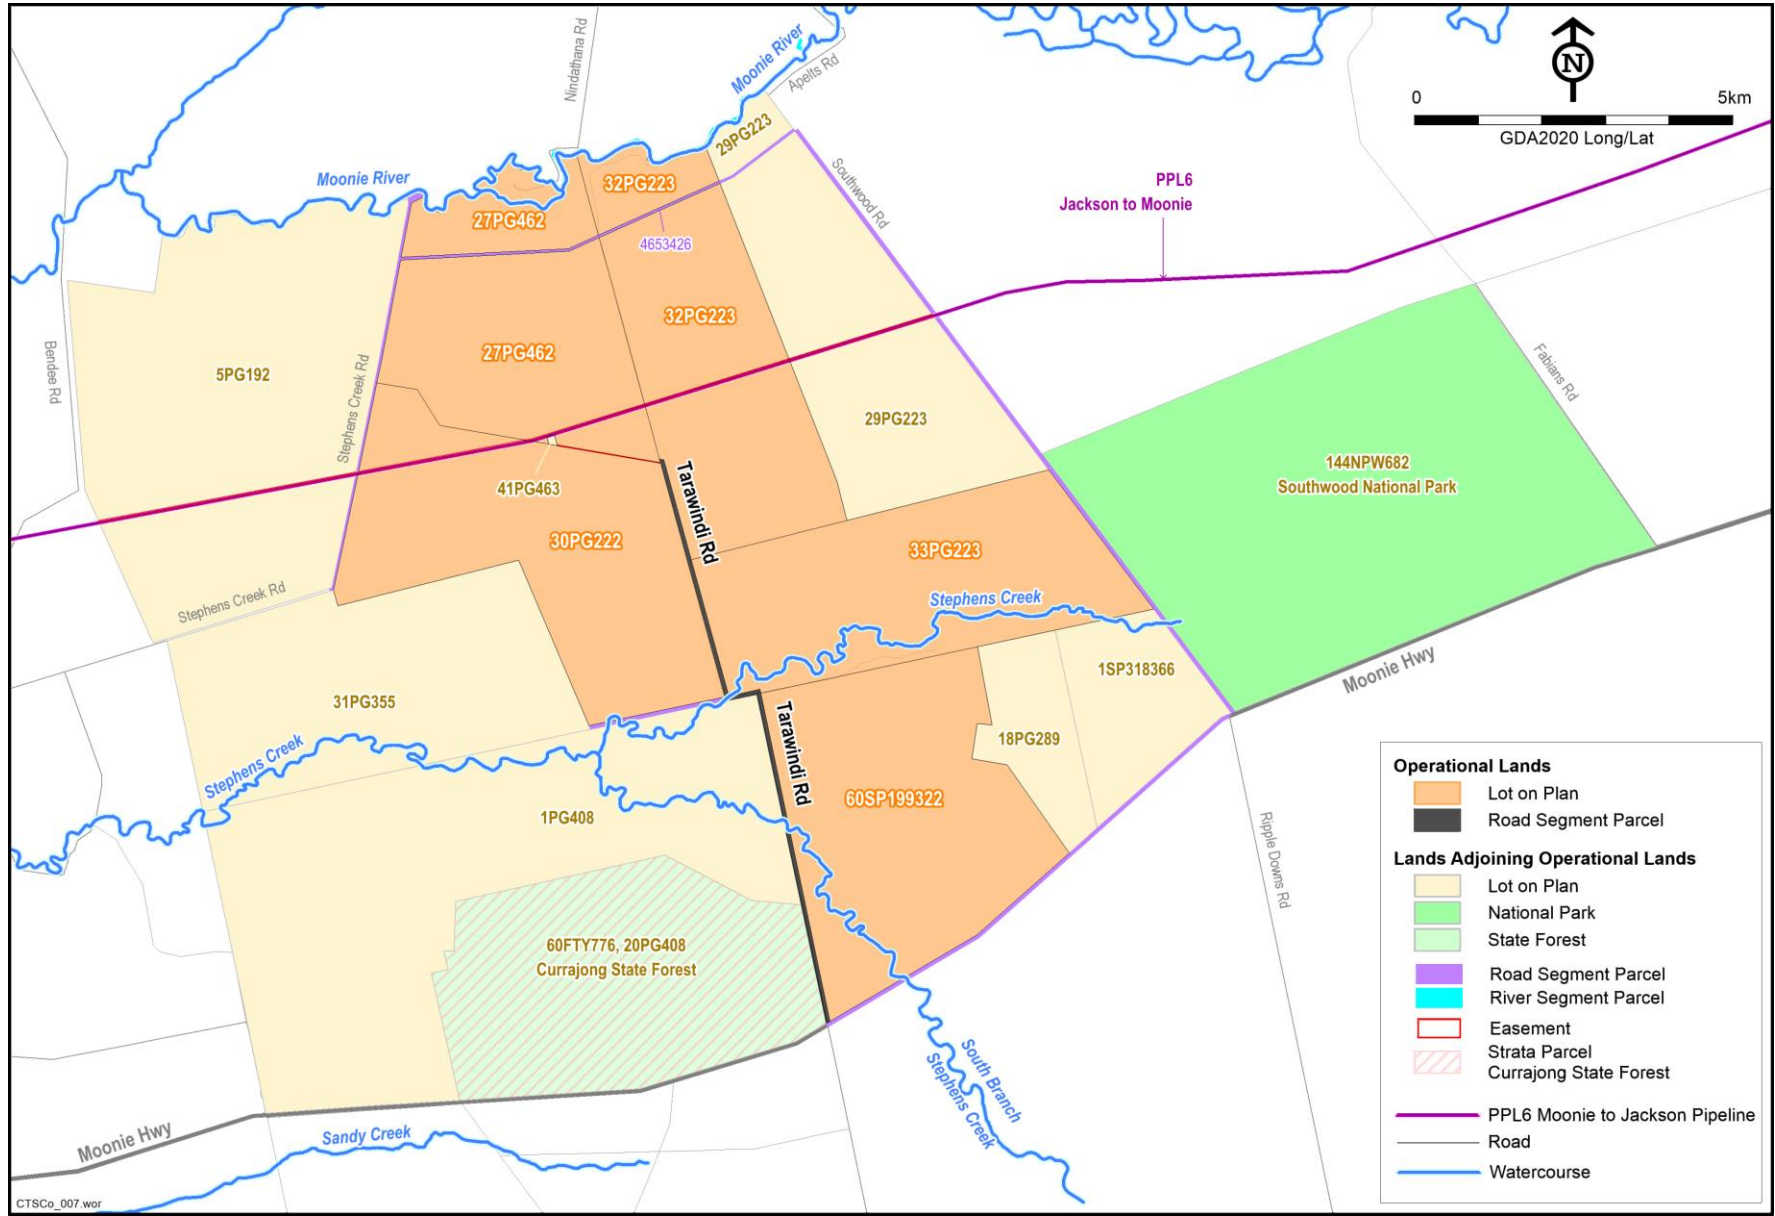 Nindathana Rd
Moonie River
Apelts Rd
N
0 5km
GDA2020 Long/Lat
29PG223
Moonie River
32PG223
27PG462
Southwood Rd
PPL6
Jackson to Moonie
4653426
32PG223
27PG462
Bendee Rd
5PG192
Stephens Creek Rd
Fabians Rd
29PG223
144NPW682
Southwood National Park
41PG463
Tarawindi Rd
30PG222
33PG223
Stephens Creek Rd
Stephens Creek
Moonie Hwy
1SP318366
31PG355
Stephens Creek
Tarawindi Rd
18PG289
60SP199322
1PG408
Ripple Downs Rd
60FTY776, 20PG408
Currajong State Forest
South Branch
Stephens Creek
Moonie Hwy
Sandy Creek
CTSCo_007.wor
Operational Lands
Lot on Plan
Road Segment Parcel
Lands Adjoining Operational Lands
Lot on Plan
National Park
State Forest
Road Segment Parcel
River Segment Parcel
Easement
Strata Parcel
Currajong State Forest
PPL6 Moonie to Jackson Pipeline
Road
Watercourse